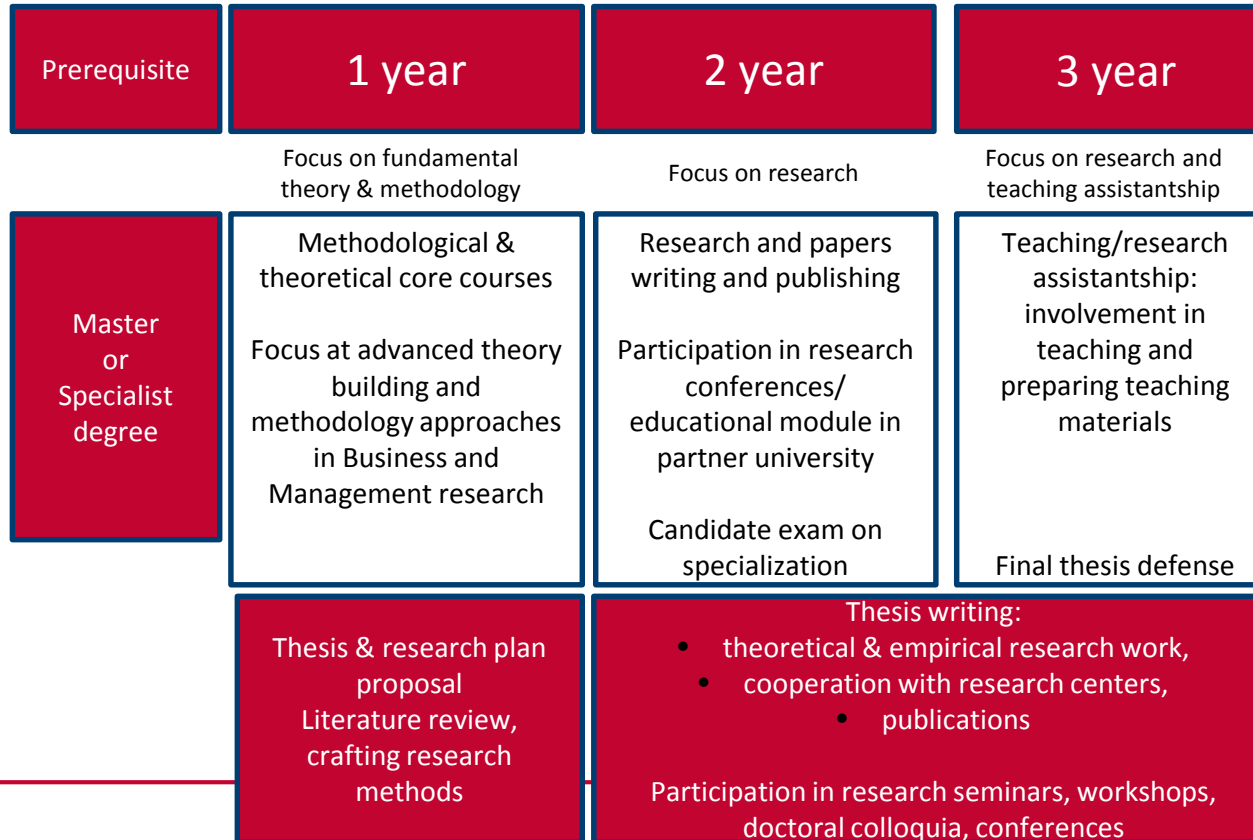 Prerequisite
1 year
2 year
3 year
Focus on fundamental
theory & methodology
Focus on research
Focus on research and
teaching assistantship
Master
or
Specialist
degree
Methodological &
theoretical core courses
Focus at advanced theory
building and
methodology approaches
in Business and
Management research
Research and papers
writing and publishing
Participation in research
conferences/
educational module in
partner university
Candidate exam on
specialization
Teaching/research
assistantship:
involvement in
teaching and
preparing teaching
materials
Final thesis defense
Thesis & research plan
proposal
Literature review,
crafting research
methods
Thesis writing:
• theoretical & empirical research work,
• cooperation with research centers,
• publications
Participation in research seminars, workshops,
doctoral colloquia, conferences